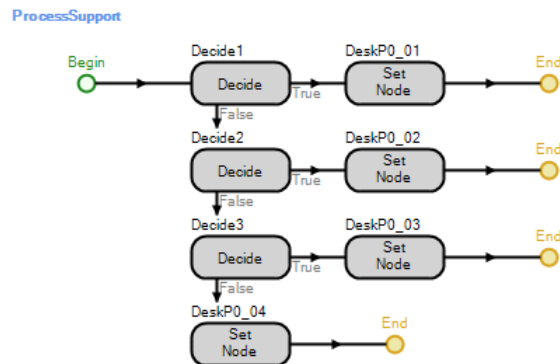 ProcessSupport
Decide1
DeskP0_01
Begin
End
Decide
Set
Node
True
False
Decide2
DeskP0_02
End
Decide
Set
Node
True
False
Decide3
DeskP0_03
End
Decide
Set
Node
True
False
DeskP0_04
End
Set
Node